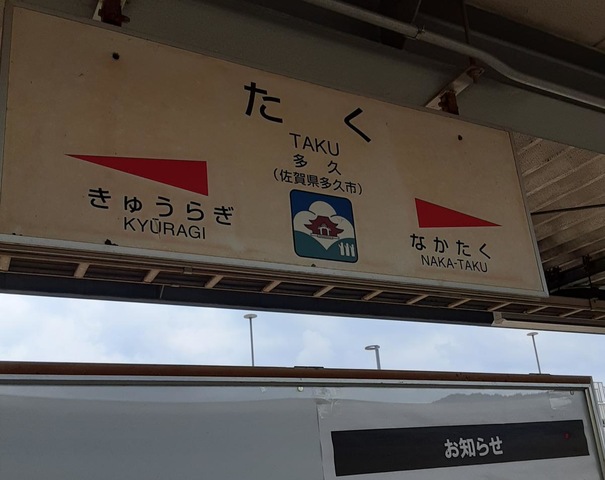 たく
TAKU
多久
(佐賀県多久市)
きゅうらぎ
KYŪRAGI
なかたく
NAKA-TAKU
お知らせ